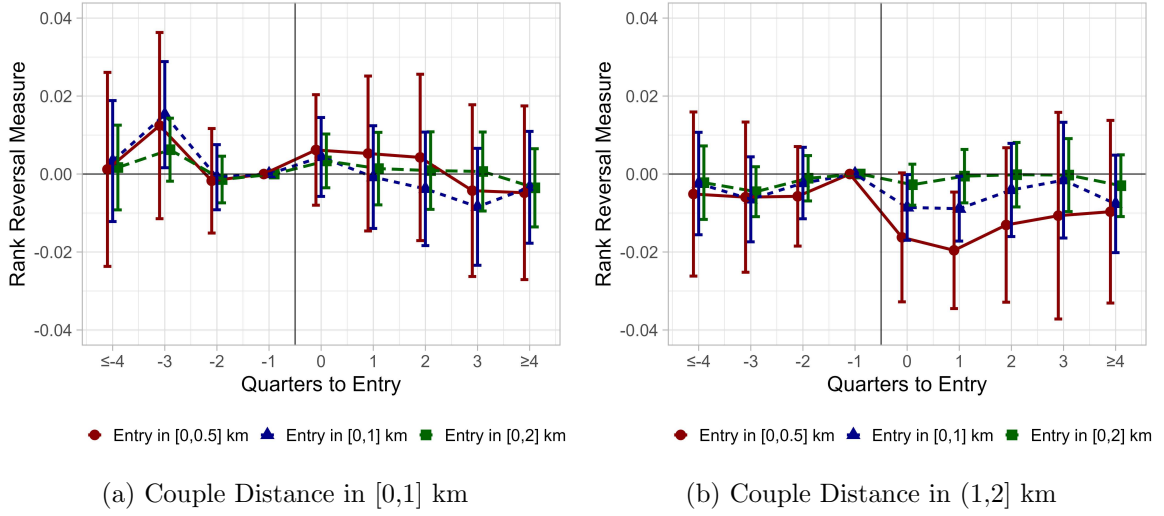 0.04
0.02
0.00
-0.02
-0.04
Rank Reversal Measure
≤-4 -3 -2 -1 0 1 2 3 ≥4
Quarters to Entry
Entry in [0,0.5] km Entry in [0,1] km Entry in [0,2] km
(a) Couple Distance in [0,1] km
0.04
0.02
0.00
-0.02
-0.04
Rank Reversal Measure
≤-4 -3 -2 -1 0 1 2 3 ≥4
Quarters to Entry
Entry in [0,0.5] km Entry in [0,1] km Entry in [0,2] km
(b) Couple Distance in (1,2] km